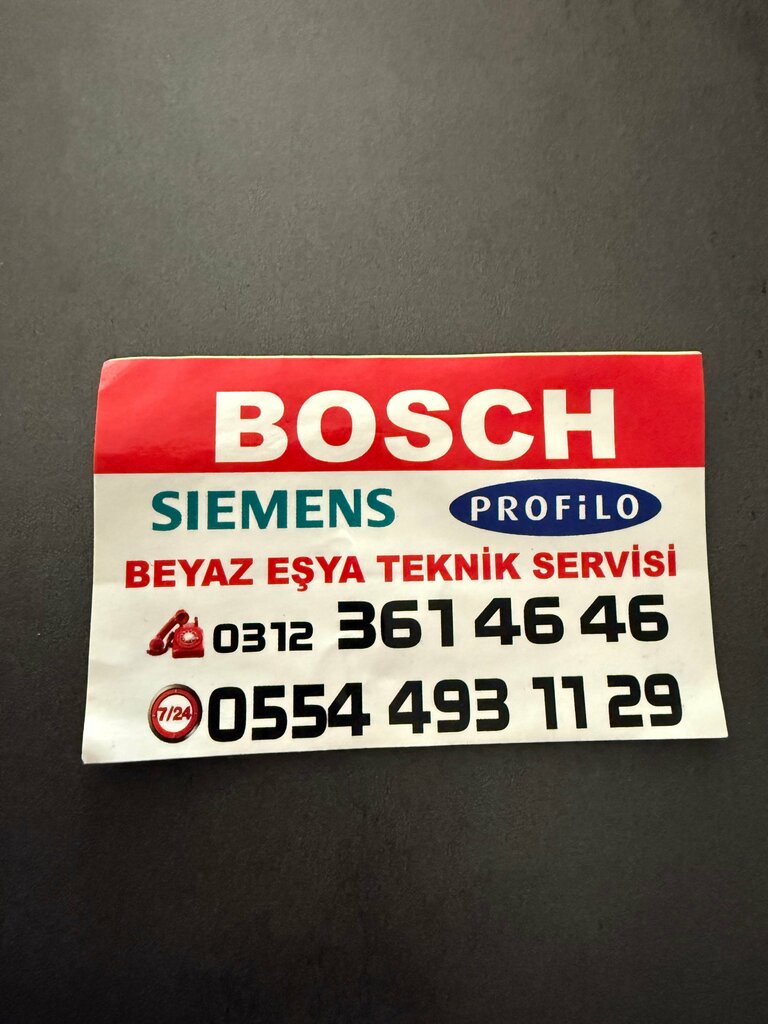 BOSCH
SIEMENS PROFiLO
BEYAZ EŞYA TEKNİK SERVİSİ
0312 361 46 46
7/24 0554 493 11 29